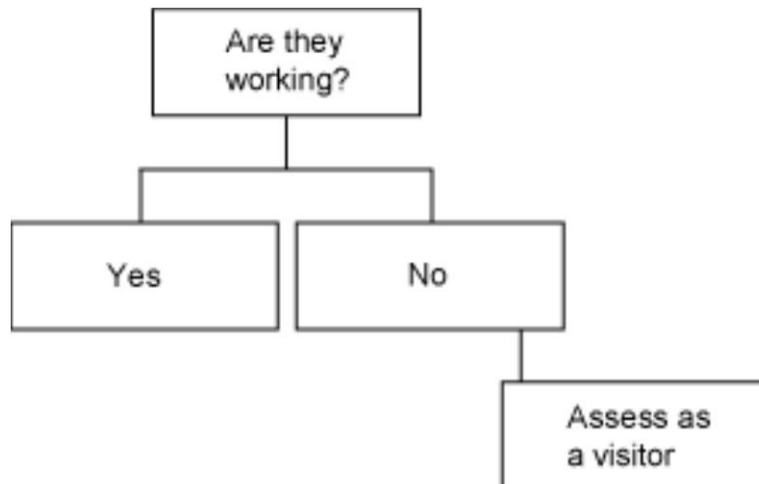 Are they
working?
Yes
No
Assess as
a visitor